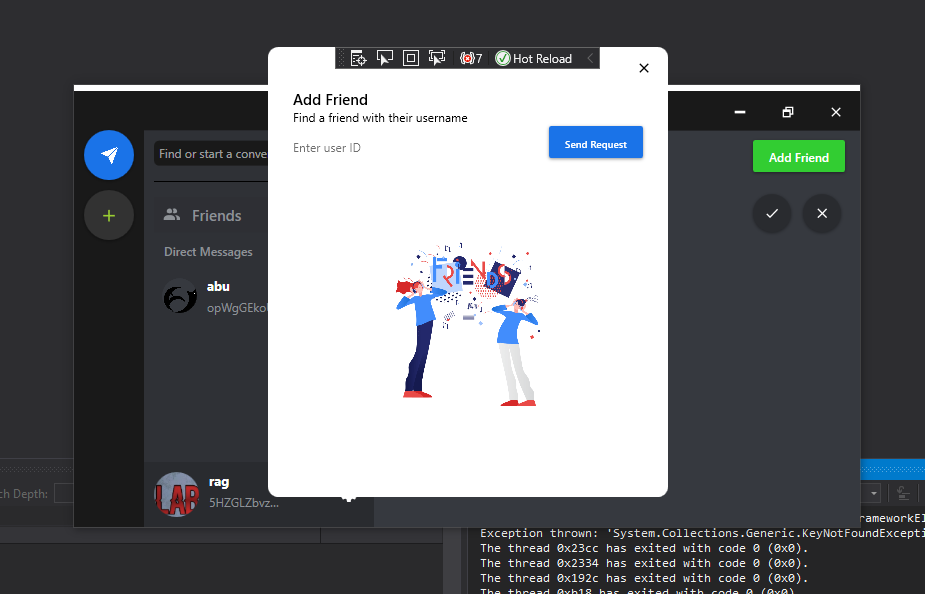 7 Hot Reload
Add Friend
Find a friend with their username
Enter user ID
Send Request
FRIENDS
Find or start a conve
Add Friend
Friends
Direct Messages
abu
opWgGEko
rag
5HZGLZbvz...
LAB
ch Depth:
rameworkEl
Exception thrown: 'System.Collections.Generic.KeyNotFoundExcepti
The thread 0x23cc has exited with code 0 (0x0).
The thread 0x2334 has exited with code 0 (0x0).
The thread 0x192c has exited with code 0 (0x0).
The thread 0xb18 has exited with code 0 (0x0).